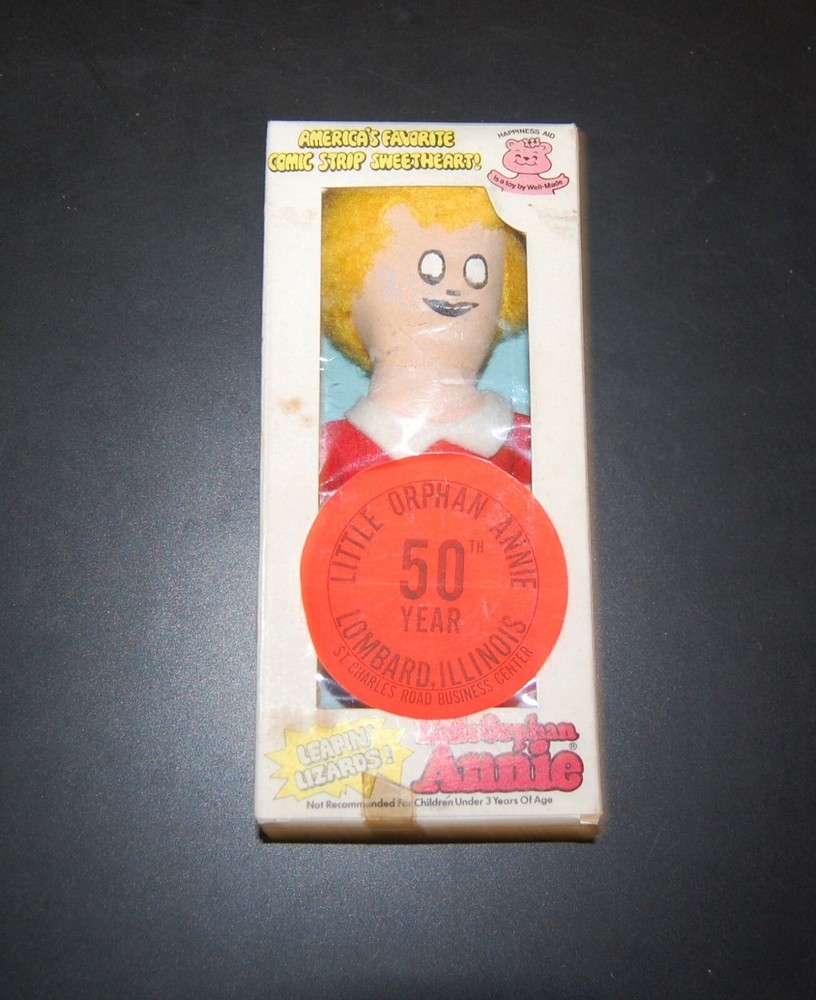 AMERICA'S FAVORITE
COMIC STRIP SWEETHEART!
HAPPINESS AID
Is a toy by Well-Made
LITTLE ORPHAN ANNIE
50TH
YEAR
LOMBARD, ILLINOIS
ST. CHARLES ROAD BUSINESS CENTER
LEAPIN'
LIZARDS!
Little Orphan
Annie®
Not Recommended For Children Under 3 Years Of Age